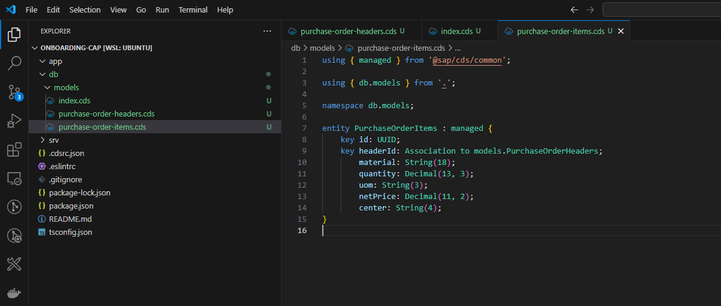 File Edit Selection View Go Run Terminal Help
EXPLORER
ONBOARDING-CAP [WSL: UBUNTU]
app
db
models
index.cds U
purchase-order-headers.cds U
purchase-order-items.cds U
srv
.cdsrc.json
.eslintrc
.gitignore
package-lock.json
package.json
README.md
tsconfig.json
3
purchase-order-headers.cds U
index.cds U
purchase-order-items.cds U
db > models > purchase-order-items.cds > ...
1 using { managed } from '@sap/cds/common';
2
3 using { db.models } from '.';
4
5 namespace db.models;
6
7 entity PurchaseOrderItems : managed {
8 key id: UUID;
9 key headerId: Association to models.PurchaseOrderHeaders;
10 material: String(18);
11 quantity: Decimal(13, 3);
12 uom: String(3);
13 netPrice: Decimal(11, 2);
14 center: String(4);
15 }
16